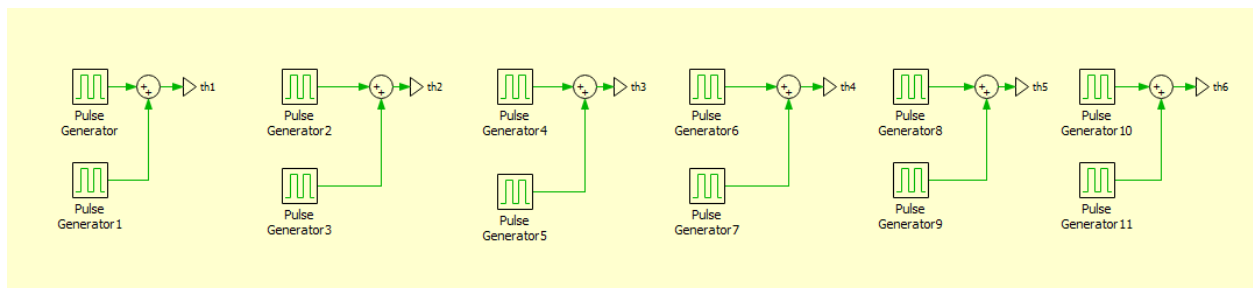 th1
Pulse
Generator
Pulse
Generator1
th2
Pulse
Generator2
Pulse
Generator3
th3
Pulse
Generator4
Pulse
Generator5
th4
Pulse
Generator6
Pulse
Generator7
th5
Pulse
Generator8
Pulse
Generator9
th6
Pulse
Generator10
Pulse
Generator11